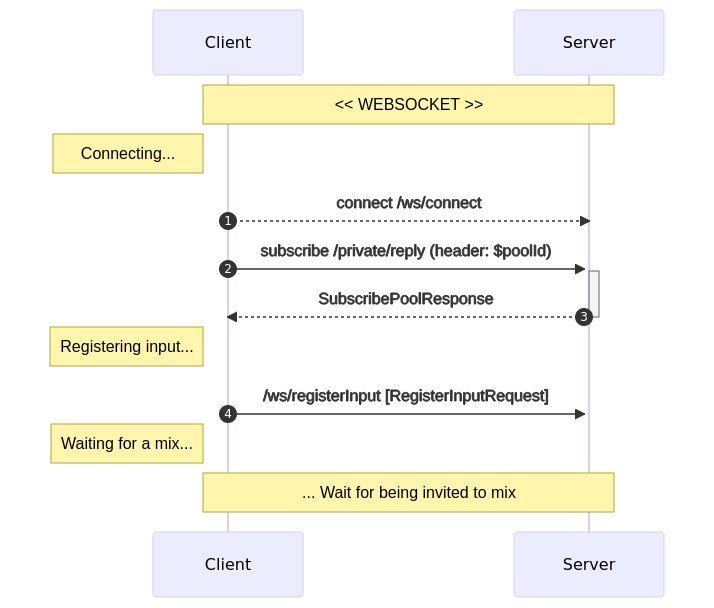 Client
Server
<< WEBSOCKET >>
Connecting...
connect /ws/connect
1
subscribe /private/reply (header: $poolId)
2
SubscribePoolResponse
3
Registering input...
/ws/registerInput [RegisterInputRequest]
4
Waiting for a mix...
... Wait for being invited to mix
Client
Server